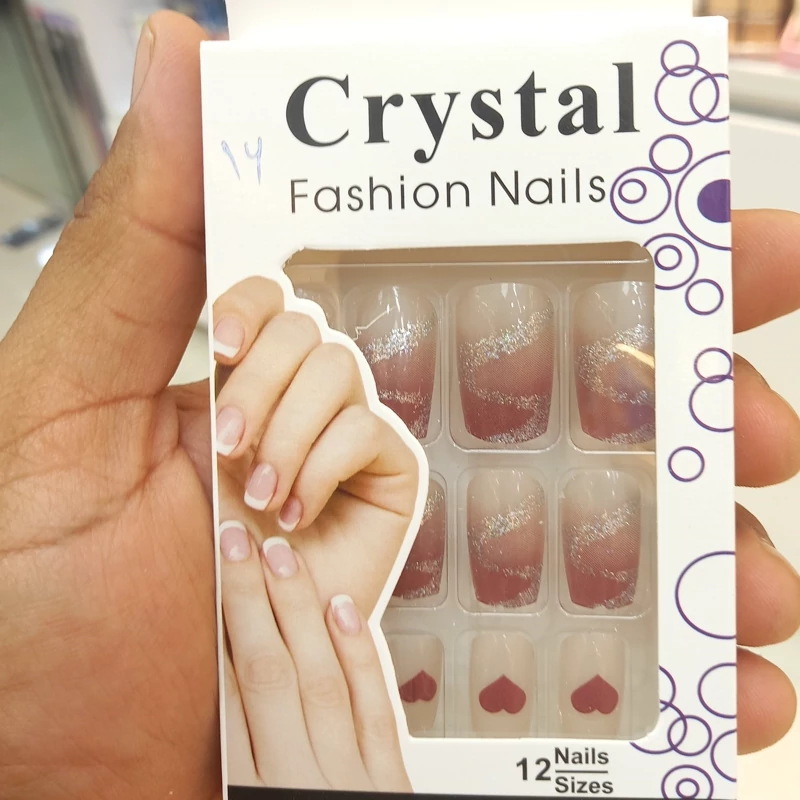 Crystal
14
Fashion Nails
12 Nails
Sizes